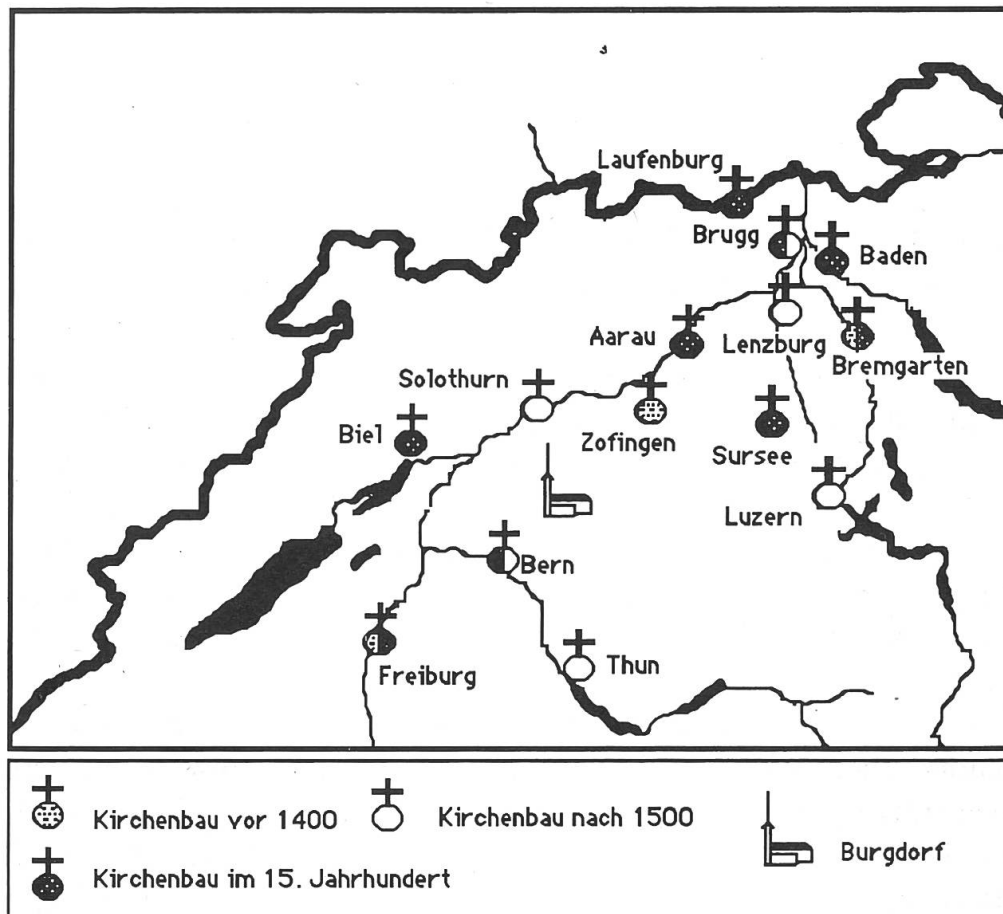 Laufenburg
Brugg
Baden
Aarau
Lenzburg
Bremgarten
Solothurn
Biel
Zofingen
Sursee
Luzern
Bern
Freiburg
Thun
Kirchenbau vor 1400
Kirchenbau nach 1500
Burgdorf
Kirchenbau im 15. Jahrhundert